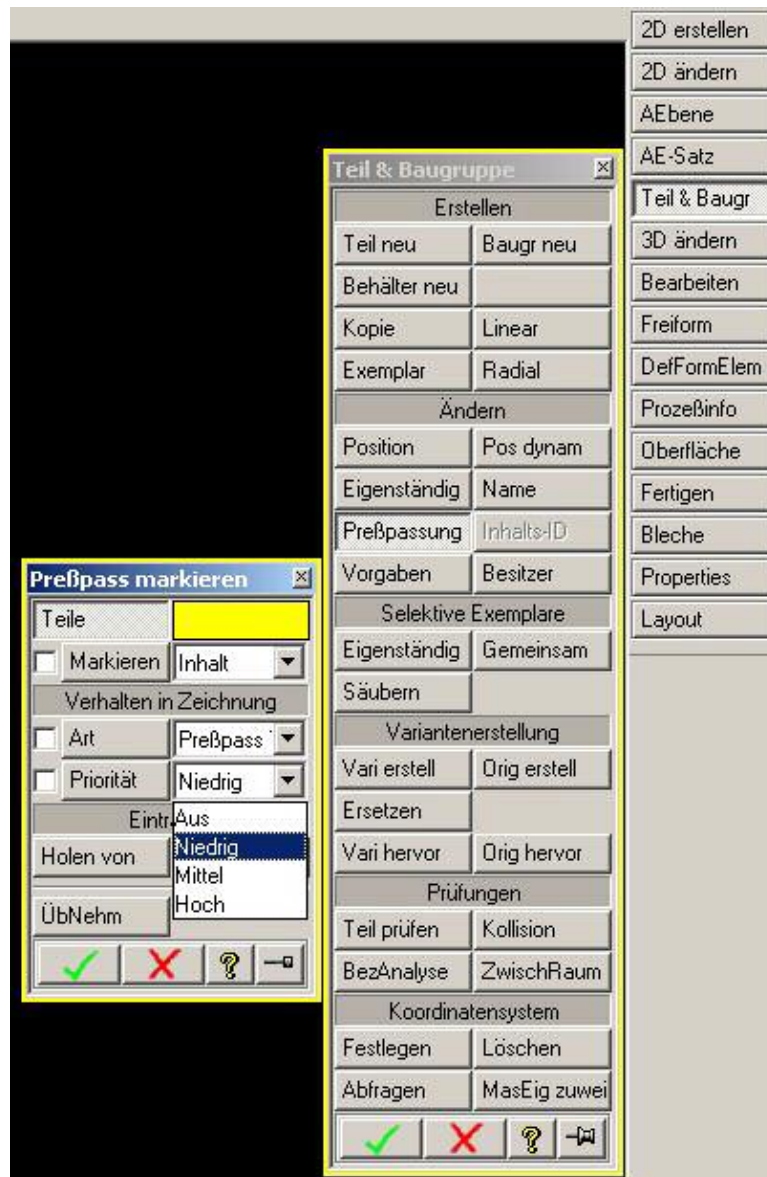 2D erstellen
2D ändern
AEbene
AE-Satz
Teil & Baugr
3D ändern
Bearbeiten
Freiform
DefFormElem
Prozeßinfo
Oberfläche
Fertigen
Bleche
Properties
Layout
Teil & Baugruppe
Erstellen
Teil neu Baugr neu
Behälter neu
Kopie Linear
Exemplar Radial
Ändern
Position Pos dynam
Eigenständig Name
Preßpassung Inhalts-ID
Vorgaben Besitzer
Selektive Exemplare
Eigenständig Gemeinsam
Säubern
Variantenerstellung
Vari erstell Orig erstell
Ersetzen
Vari hervor Orig hervor
Prüfungen
Teil prüfen Kollision
BezAnalyse ZwischRaum
Koordinatensystem
Festlegen Löschen
Abfragen MasEig zuwei
Preßpass markieren
Teile
Markieren Inhalt
Verhalten in Zeichnung
Art Preßpass
Priorität Niedrig
Eintr
Aus
Niedrig
Mittel
Hoch
Holen von
ÜbNehm